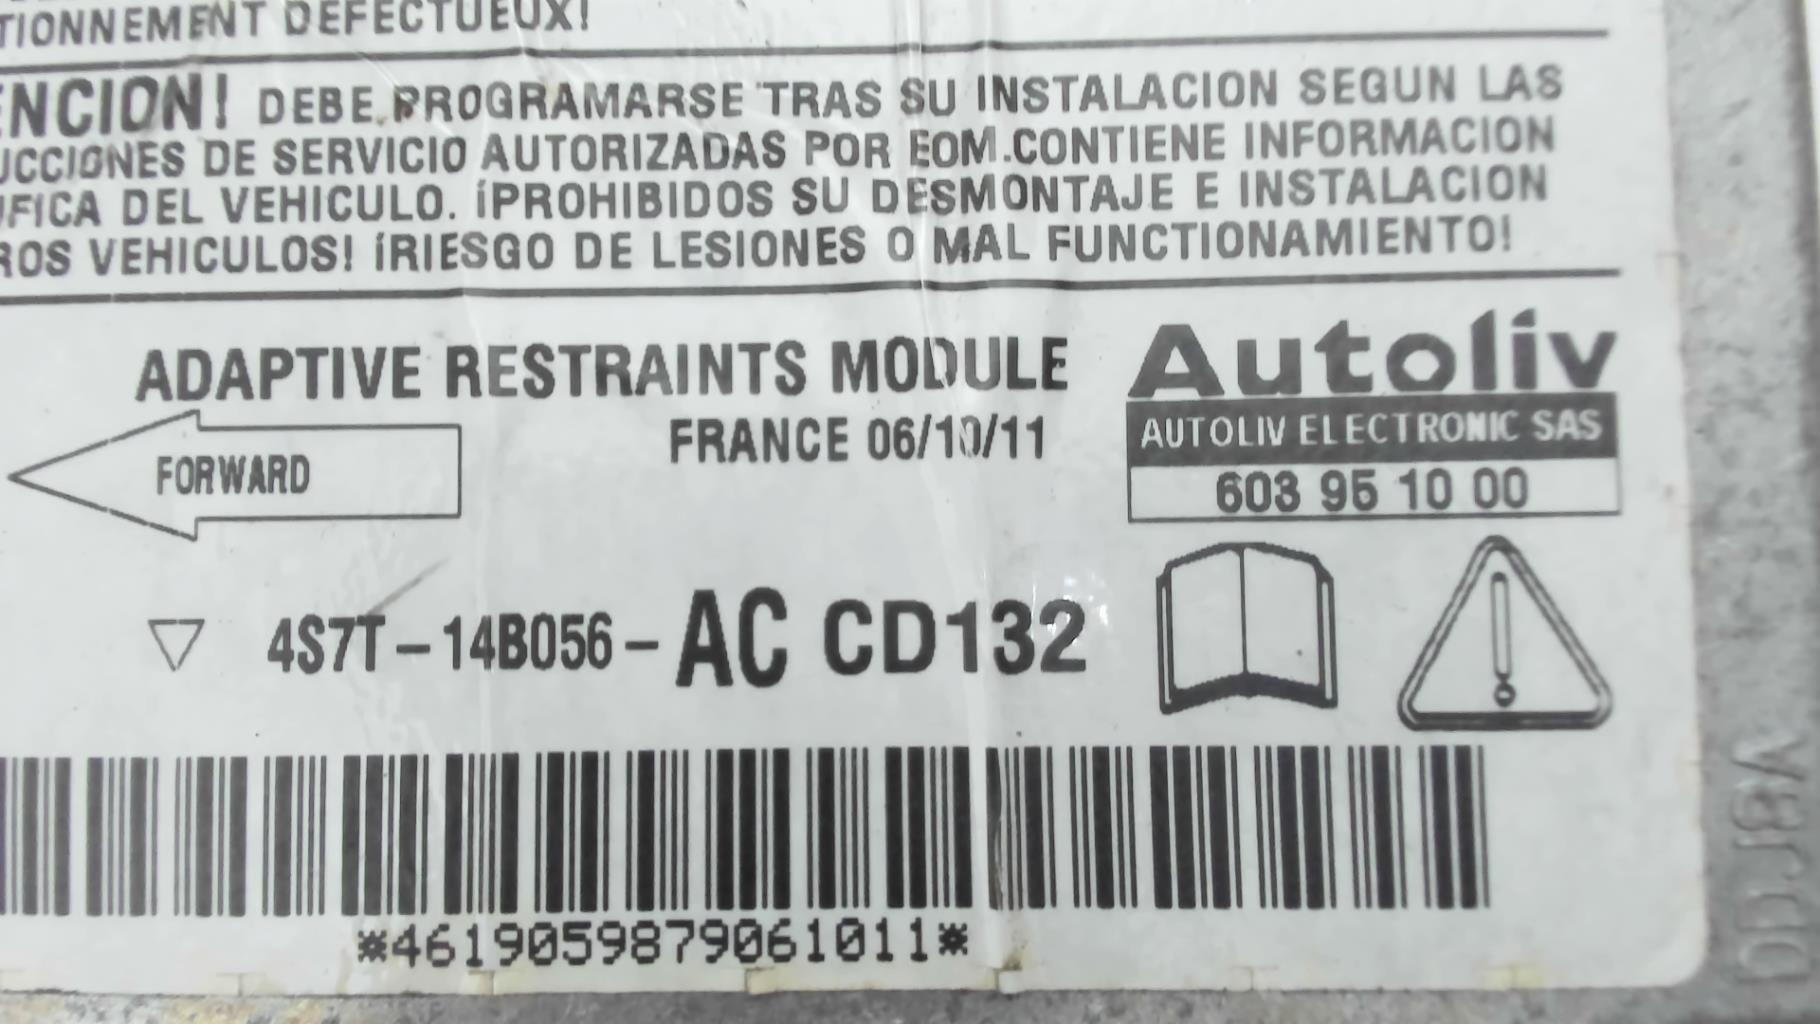 TIONNEMENT DEFECTUEUX!
ENCION! DEBE PROGRAMARSE TRAS SU INSTALACION SEGUN LAS
UCCIONES DE SERVICIO AUTORIZADAS POR EOM.CONTIENE INFORMACION
IFICA DEL VEHICULO. ¡PROHIBIDOS SU DESMONTAJE E INSTALACION
ROS VEHICULOS! ¡RIESGO DE LESIONES O MAL FUNCTIONAMIENTO!
ADAPTIVE RESTRAINTS MODULE
Autoliv
FRANCE 06/10/11
AUTOLIV ELECTRONIC SAS
FORWARD
603 95 10 00
4S7T-14B056-AC CD132
*4619059879061011*